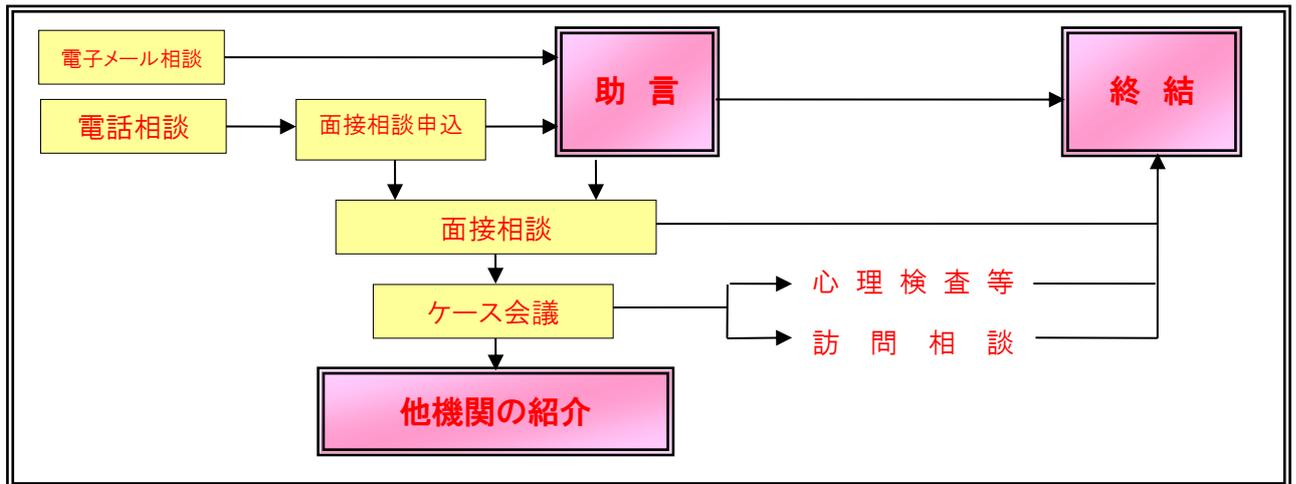 電子メール相談
助 言
終 結
電話相談
面接相談申込
面接相談
心 理 検 査 等
ケース会議
訪 問 相 談
他機関の紹介